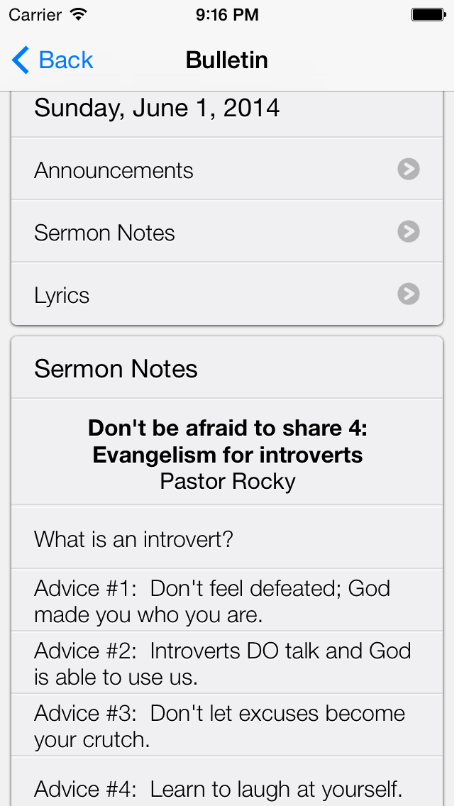 Carrier 9:16 PM
Back Bulletin
Sunday, June 1, 2014
Announcements
Sermon Notes
Lyrics
Sermon Notes
Don't be afraid to share 4:
Evangelism for introverts
Pastor Rocky
What is an introvert?
Advice #1:  Don't feel defeated; God
made you who you are.
Advice #2:  Introverts DO talk and God
is able to use us.
Advice #3:  Don't let excuses become
your crutch.
Advice #4:  Learn to laugh at yourself.